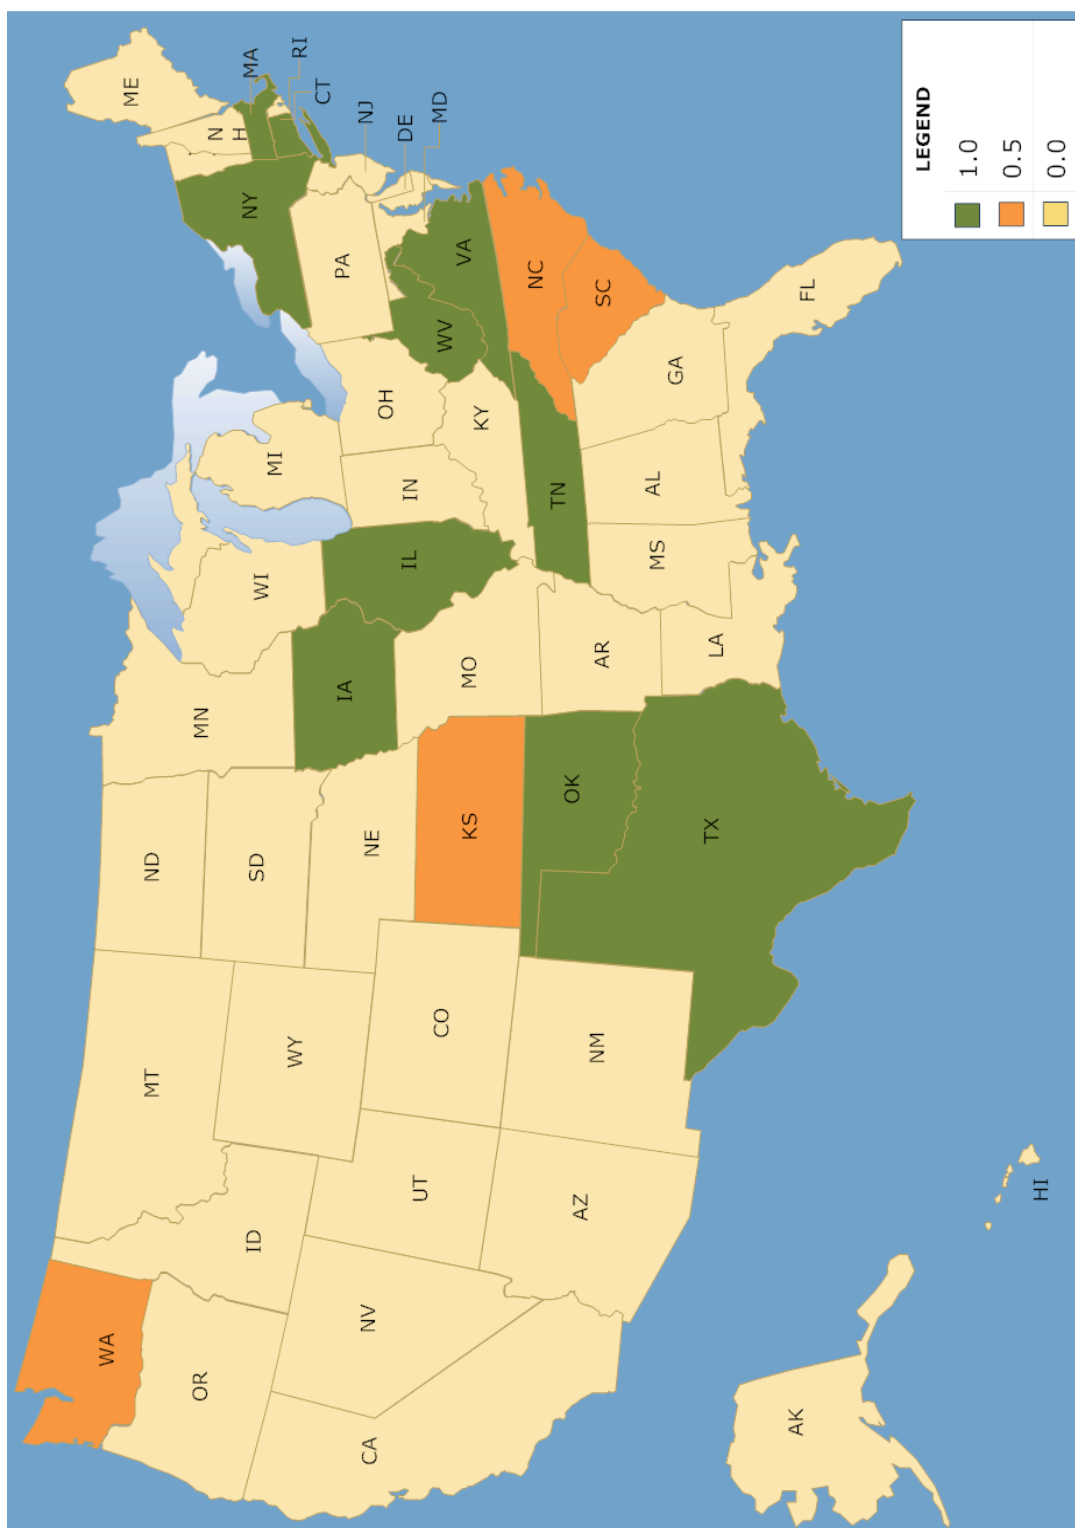 WA
OR
CA
NV
ID
MT
WY
UT
AZ
CO
NM
ND
SD
NE
KS
OK
TX
MN
IA
MO
AR
LA
WI
IL
MI
IN
OH
KY
TN
MS
AL
GA
FL
SC
NC
VA
WV
PA
NY
ME
N
H
MA
RI
CT
NJ
DE
MD
AK
HI
LEGEND
1.0
0.5
0.0